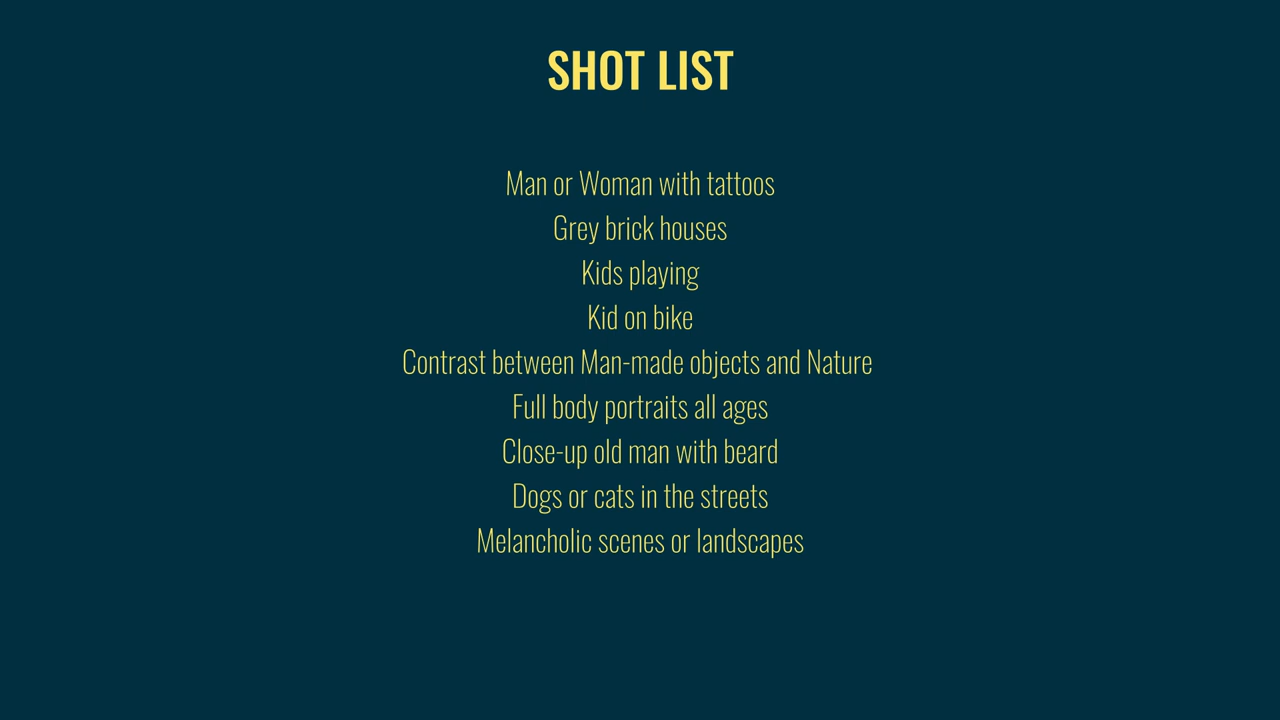 SHOT LIST
Man or Woman with tattoos
Grey brick houses
Kids playing
Kid on bike
Contrast between Man-made objects and Nature
Full body portraits all ages
Close-up old man with beard
Dogs or cats in the streets
Melancholic scenes or landscapes